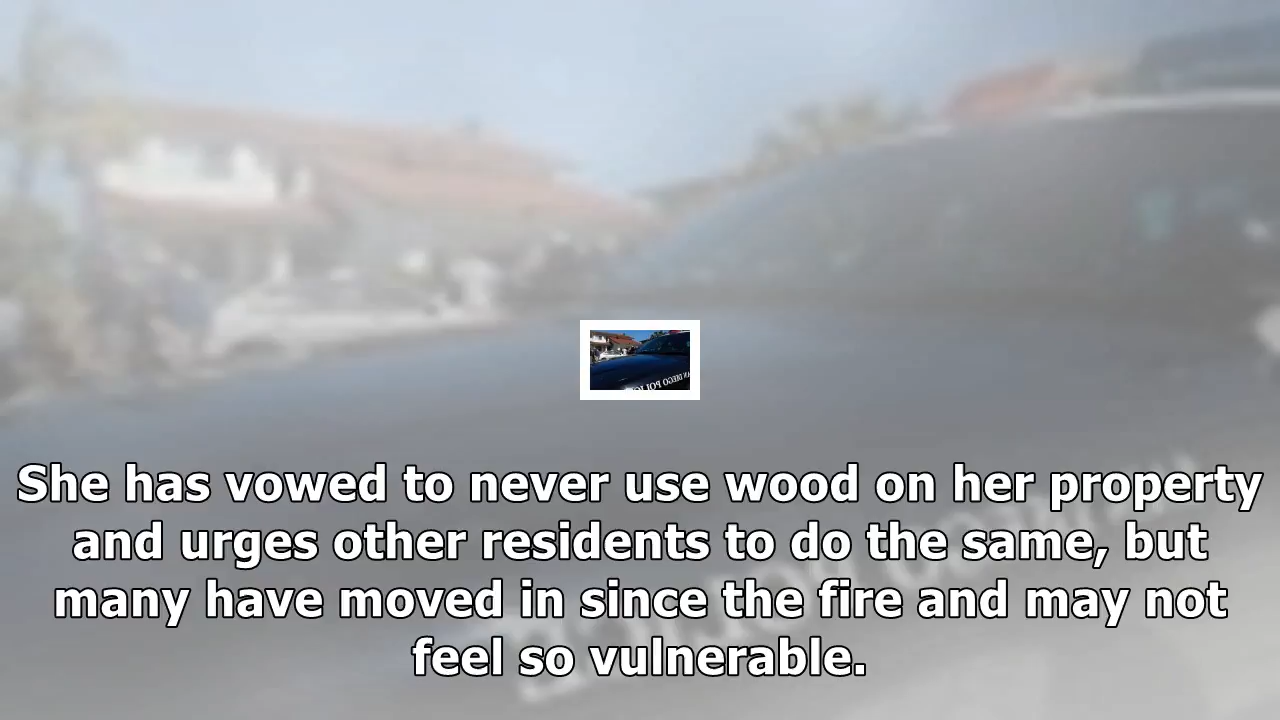 She has vowed to never use wood on her property
and urges other residents to do the same, but
many have moved in since the fire and may not
feel so vulnerable.